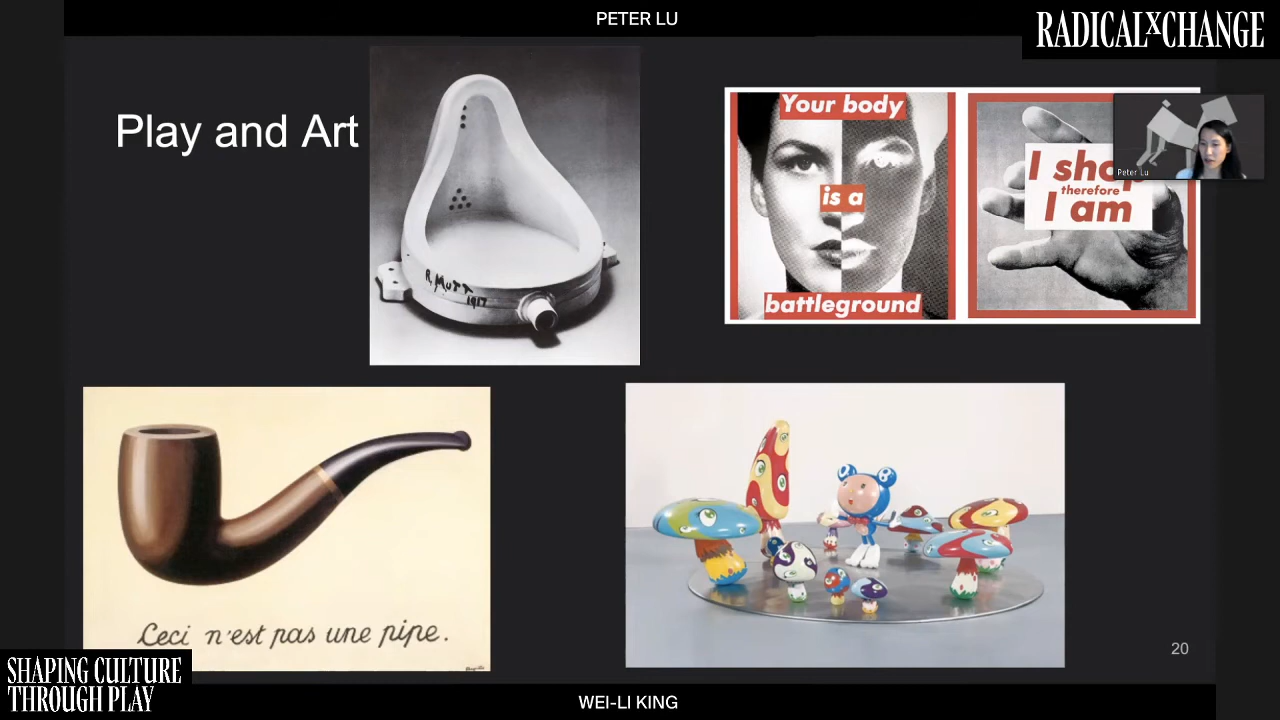 PETER LU
RADICALXCHANGE
Play and Art
R. MUTT
1917
Your body
is a
battleground
I shop
therefore
I am
Peter Lu
Ceci n'est pas une pipe.
20
SHAPING CULTURE
THROUGH PLAY
WEI-LI KING